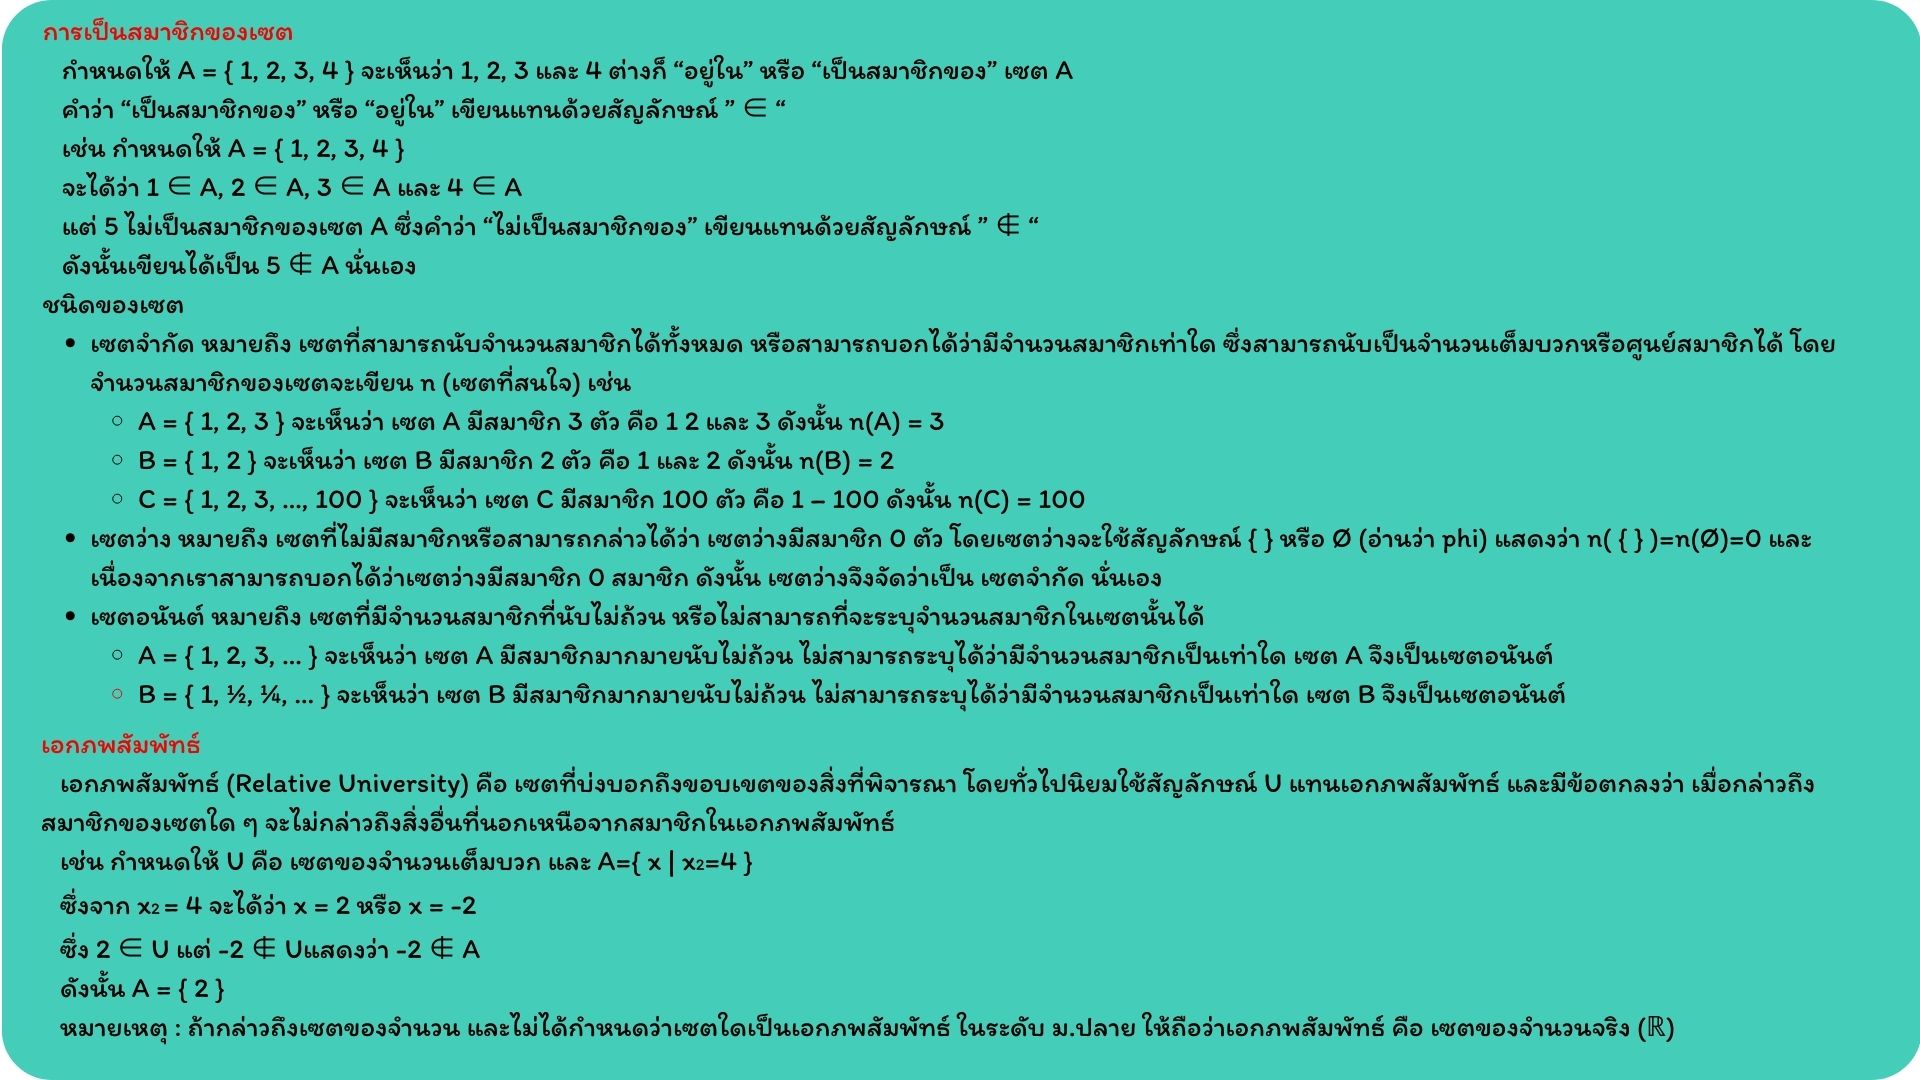 การเป็นสมาชิกของเซต
กำหนดให้ A = { 1, 2, 3, 4 } จะเห็นว่า 1, 2, 3 และ 4 ต่างก็ “อยู่ใน” หรือ “เป็นสมาชิกของ” เซต A
คำว่า “เป็นสมาชิกของ” หรือ “อยู่ใน” เขียนแทนด้วยสัญลักษณ์ ” ∈ “
เช่น กำหนดให้ A = { 1, 2, 3, 4 }
จะได้ว่า 1 ∈ A, 2 ∈ A, 3 ∈ A และ 4 ∈ A
แต่ 5 ไม่เป็นสมาชิกของเซต A ซึ่งคำว่า “ไม่เป็นสมาชิกของ” เขียนแทนด้วยสัญลักษณ์ ” ∉ “
ดังนั้นเขียนได้เป็น 5 ∉ A นั่นเอง
ชนิดของเซต
• เซตจำกัด หมายถึง เซตที่สามารถนับจำนวนสมาชิกได้ทั้งหมด หรือสามารถบอกได้ว่ามีจำนวนสมาชิกเท่าใด ซึ่งสามารถนับเป็นจำนวนเต็มบวกหรือศูนย์สมาชิกได้ โดย
จำนวนสมาชิกของเซตจะเขียน n (เซตที่สนใจ) เช่น
○ A = { 1, 2, 3 } จะเห็นว่า เซต A มีสมาชิก 3 ตัว คือ 1 2 และ 3 ดังนั้น n(A) = 3
○ B = { 1, 2 } จะเห็นว่า เซต B มีสมาชิก 2 ตัว คือ 1 และ 2 ดังนั้น n(B) = 2
○ C = { 1, 2, 3, …, 100 } จะเห็นว่า เซต C มีสมาชิก 100 ตัว คือ 1 – 100 ดังนั้น n(C) = 100
• เซตว่าง หมายถึง เซตที่ไม่มีสมาชิกหรือสามารถกล่าวได้ว่า เซตว่างมีสมาชิก 0 ตัว โดยเซตว่างจะใช้สัญลักษณ์ { } หรือ Ø (อ่านว่า phi) แสดงว่า n( { } )=n(Ø)=0 และ
เนื่องจากเราสามารถบอกได้ว่าเซตว่างมีสมาชิก 0 สมาชิก ดังนั้น เซตว่างจึงจัดว่าเป็น เซตจำกัด นั่นเอง
• เซตอนันต์ หมายถึง เซตที่มีจำนวนสมาชิกที่นับไม่ถ้วน หรือไม่สามารถที่จะระบุจำนวนสมาชิกในเซตนั้นได้
○ A = { 1, 2, 3, … } จะเห็นว่า เซต A มีสมาชิกมากมายนับไม่ถ้วน ไม่สามารถระบุได้ว่ามีจำนวนสมาชิกเป็นเท่าใด เซต A จึงเป็นเซตอนันต์
○ B = { 1, ½, ¼, … } จะเห็นว่า เซต B มีสมาชิกมากมายนับไม่ถ้วน ไม่สามารถระบุได้ว่ามีจำนวนสมาชิกเป็นเท่าใด เซต B จึงเป็นเซตอนันต์
เอกภพสัมพัทธ์
เอกภพสัมพัทธ์ (Relative University) คือ เซตที่บ่งบอกถึงขอบเขตของสิ่งที่พิจารณา โดยทั่วไปนิยมใช้สัญลักษณ์ U แทนเอกภพสัมพัทธ์ และมีข้อตกลงว่า เมื่อกล่าวถึง
สมาชิกของเซตใด ๆ จะไม่กล่าวถึงสิ่งอื่นที่นอกเหนือจากสมาชิกในเอกภพสัมพัทธ์
เช่น กำหนดให้ U คือ เซตของจำนวนเต็มบวก และ A={ x | x2=4 }
ซึ่งจาก x2 = 4 จะได้ว่า x = 2 หรือ x = -2
ซึ่ง 2 ∈ U แต่ -2 ∉ Uแสดงว่า -2 ∉ A
ดังนั้น A = { 2 }
หมายเหตุ : ถ้ากล่าวถึงเซตของจำนวน และไม่ได้กำหนดว่าเซตใดเป็นเอกภพสัมพัทธ์ ในระดับ ม.ปลาย ให้ถือว่าเอกภพสัมพัทธ์ คือ เซตของจำนวนจริง (ℝ)